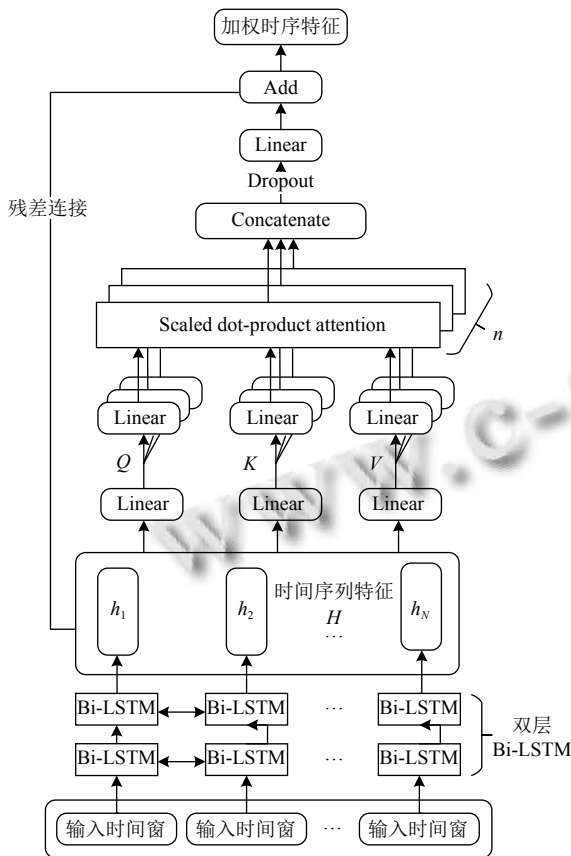 加权时序特征
Add
Linear
Dropout
残差连接
Concatenate
Scaled dot-product attention
n
Linear Linear Linear
Q K V
Linear Linear Linear
时间序列特征
h1 h2 H hN
…
Bi-LSTM Bi-LSTM … Bi-LSTM
双层
Bi-LSTM
Bi-LSTM Bi-LSTM … Bi-LSTM
输入时间窗 输入时间窗 … 输入时间窗
www.c-